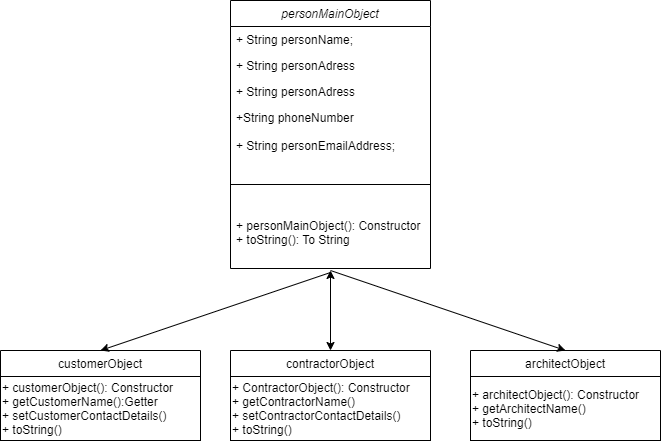 personMainObject
+ String personName;
+ String personAdress
+ String personAdress
+String phoneNumber
+ String personEmailAddress;
+ personMainObject(): Constructor
+ toString(): To String
customerObject
+ customerObject(): Constructor
+ getCustomerName():Getter
+ setCustomerContactDetails()
+ toString()
contractorObject
+ ContractorObject(): Constructor
+ getContractorName()
+ setContractorContactDetails()
+ toString()
architectObject
+ architectObject(): Constructor
+ getArchitectName()
+ toString()